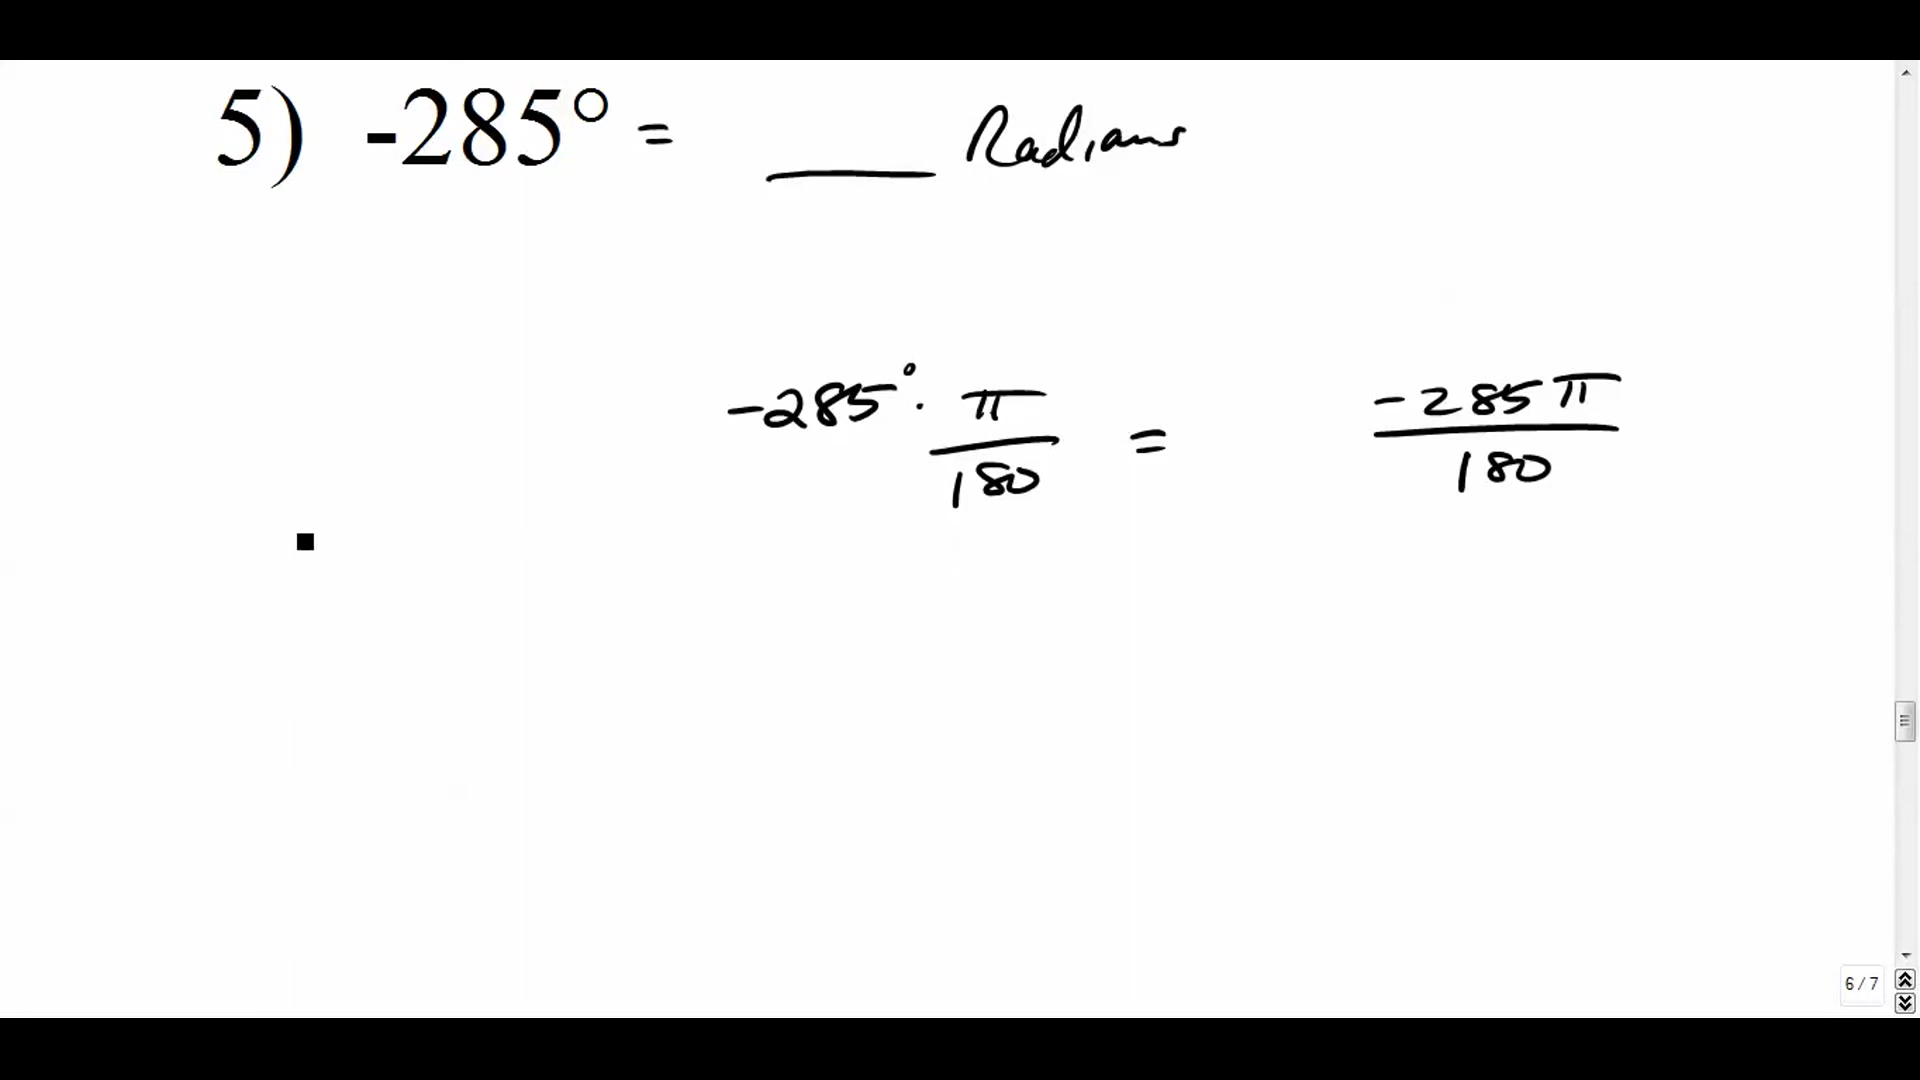 5) -285° = ____ Radians
-285° · π/180 = -285π/180
6 / 7